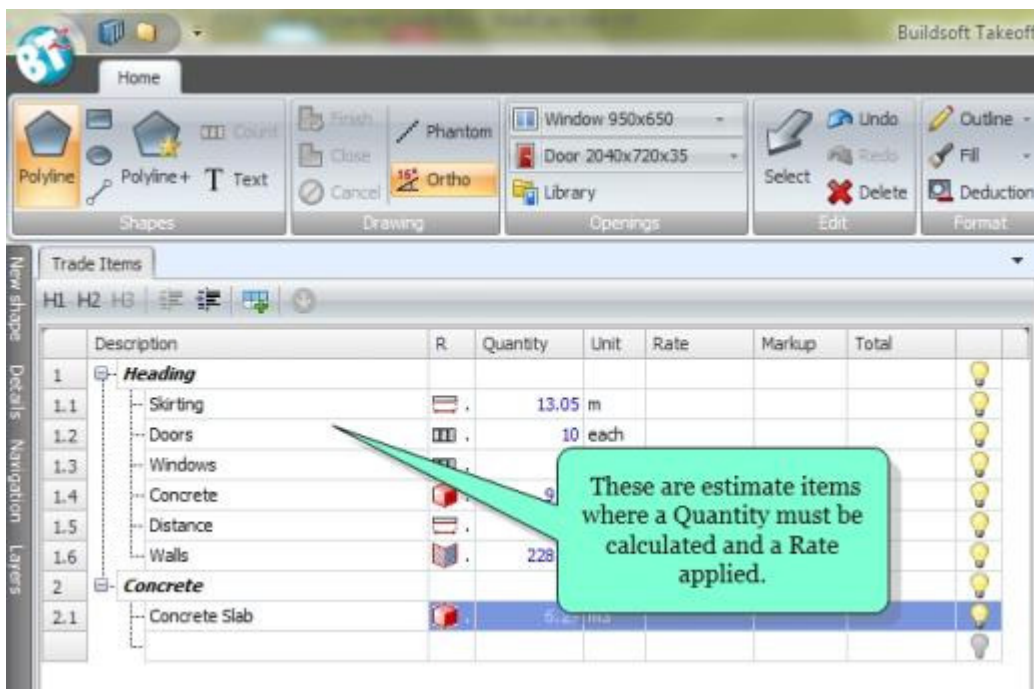 BT
Buildsoft Takeoff
Home
Polyline
Polyline+
Count
Text
Shapes
Finish
Close
Cancel
Phantom
Ortho
Drawing
Window 950x650
Door 2040x720x35
Library
Openings
Select
Undo
Redo
Delete
Edit
Outline
Fill
Deduction
Format
New shape
Details
Navigation
Layers
Trade Items
H1 H2 H3
Description R Quantity Unit Rate Markup Total
1 Heading
1.1 Skirting 13.05 m
1.2 Doors 10 each
1.3 Windows
1.4 Concrete 9
1.5 Distance
1.6 Walls 228
2 Concrete
2.1 Concrete Slab m3
These are estimate items
where a Quantity must be
calculated and a Rate
applied.